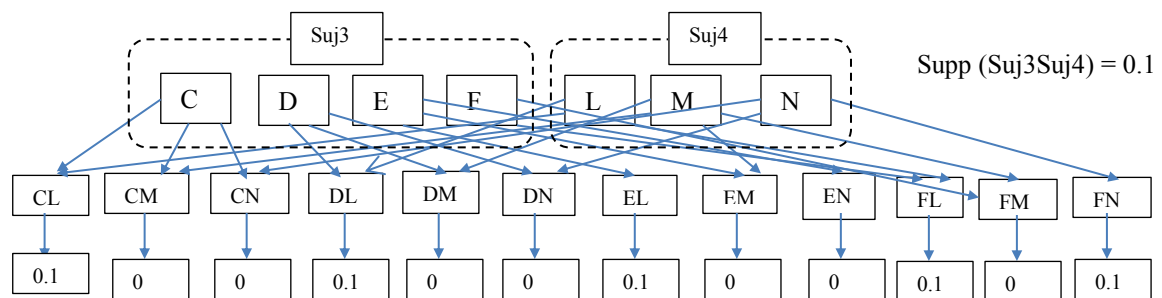 Suj3 Suj4
Supp (Suj3Suj4) = 0.1
C D E F L M N
CL CM CN DL DM DN EL EM EN FL FM FN
0.1 0 0 0.1 0 0 0.1 0 0 0.1 0 0.1